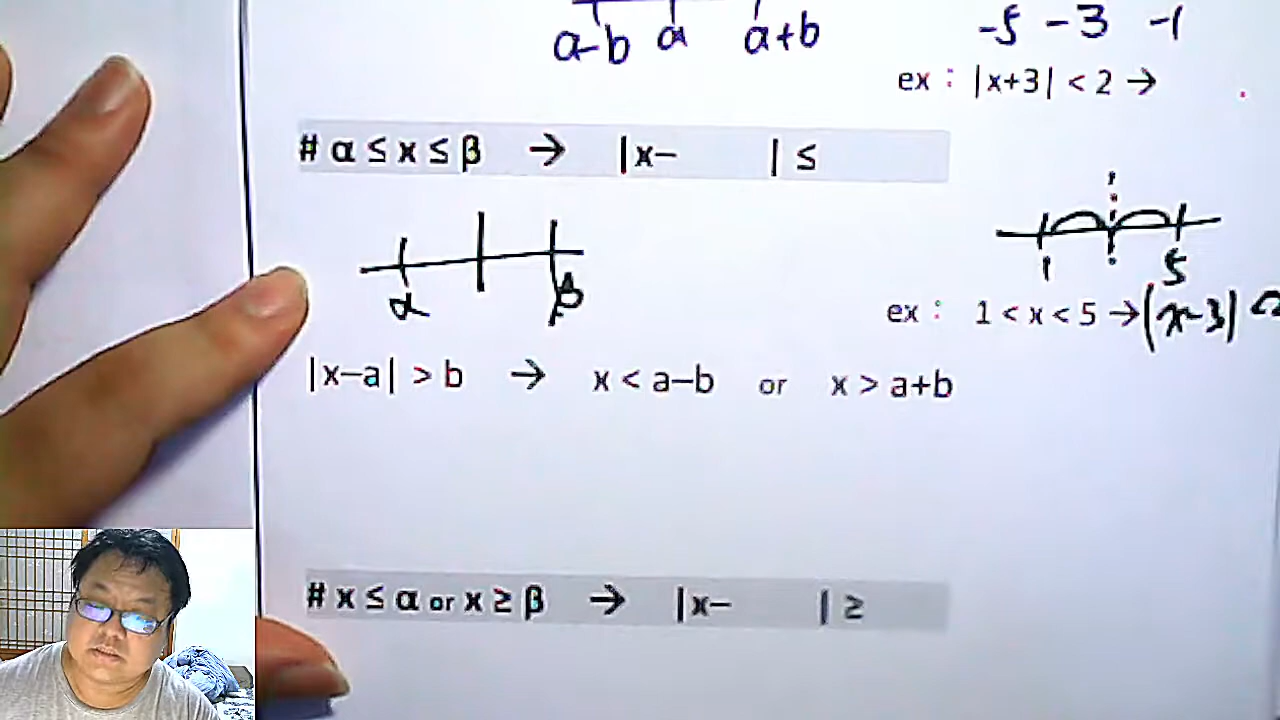 a-b a a+b
-5 -3 -1
ex : |x+3| < 2 →
# α ≤ x ≤ β → |x- | ≤
α β
1 5
ex : 1 < x < 5 → |x-3| <
|x-a| > b → x < a-b or x > a+b
# x ≤ α or x ≥ β → |x- | ≥